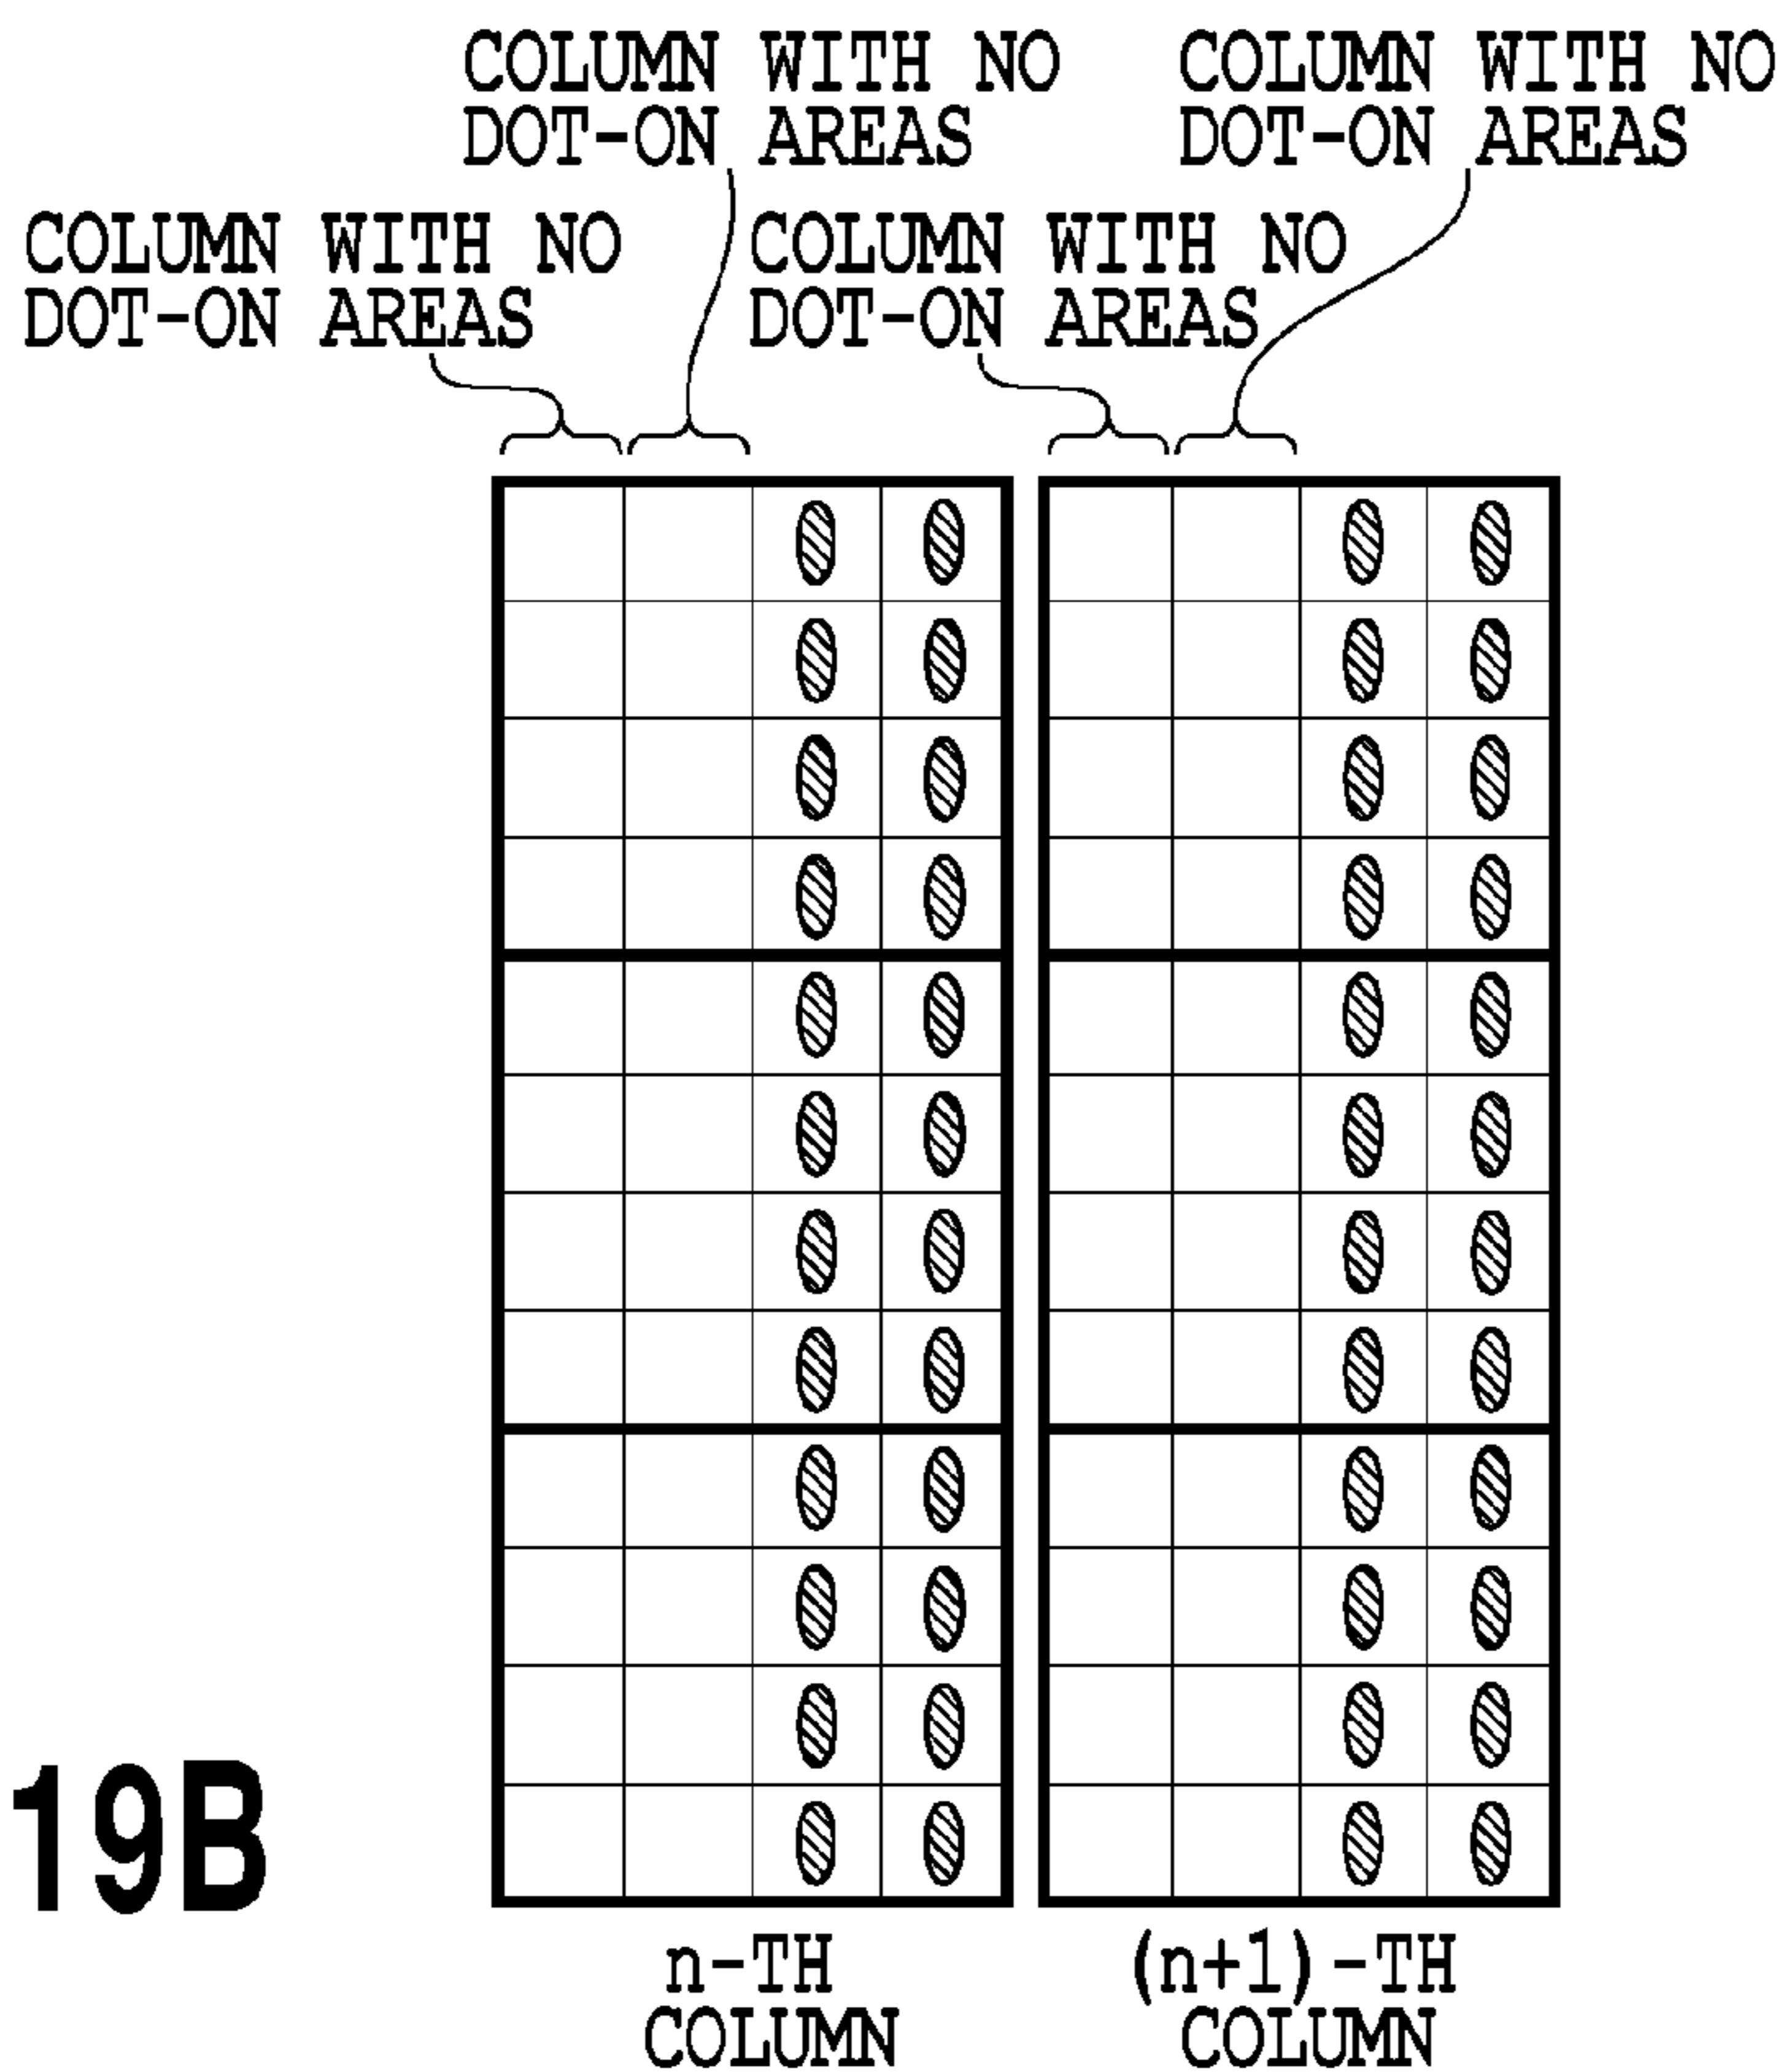 COLUMN WITH NO
DOT-ON AREAS
COLUMN WITH NO
DOT-ON AREAS
COLUMN WITH NO
DOT-ON AREAS
COLUMN WITH NO
DOT-ON AREAS
19B
n-TH
COLUMN
(n+1)-TH
COLUMN